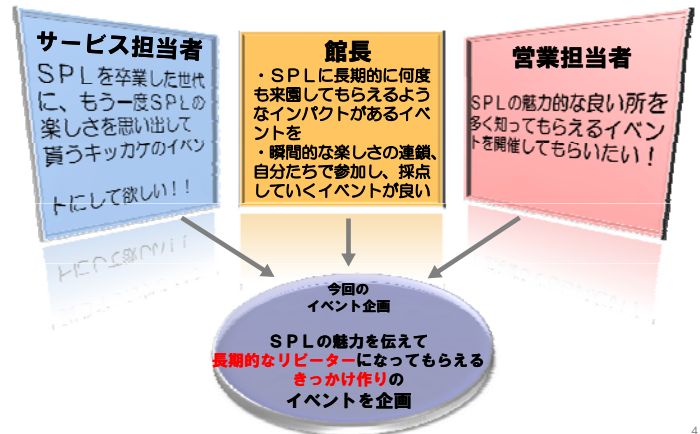 サービス担当者
SPLを卒業した世代
に、もう一度SPLの
楽しさを思い出して
貰うキッカケのイベン
トにして欲しい！！
館長
・SPLに長期的に何度
も来園してもらえるよう
なインパクトがあるイベ
ントを
・瞬間的な楽しさの連鎖、
自分たちで参加し、採点
していくイベントが良い
営業担当者
SPLの魅力的な良い所を
多く知ってもらえるイベン
トを開催してもらいたい！
今回の
イベント企画
SPLの魅力を伝えて
長期的なリピーターになってもらえる
きっかけ作りの
イベントを企画
4